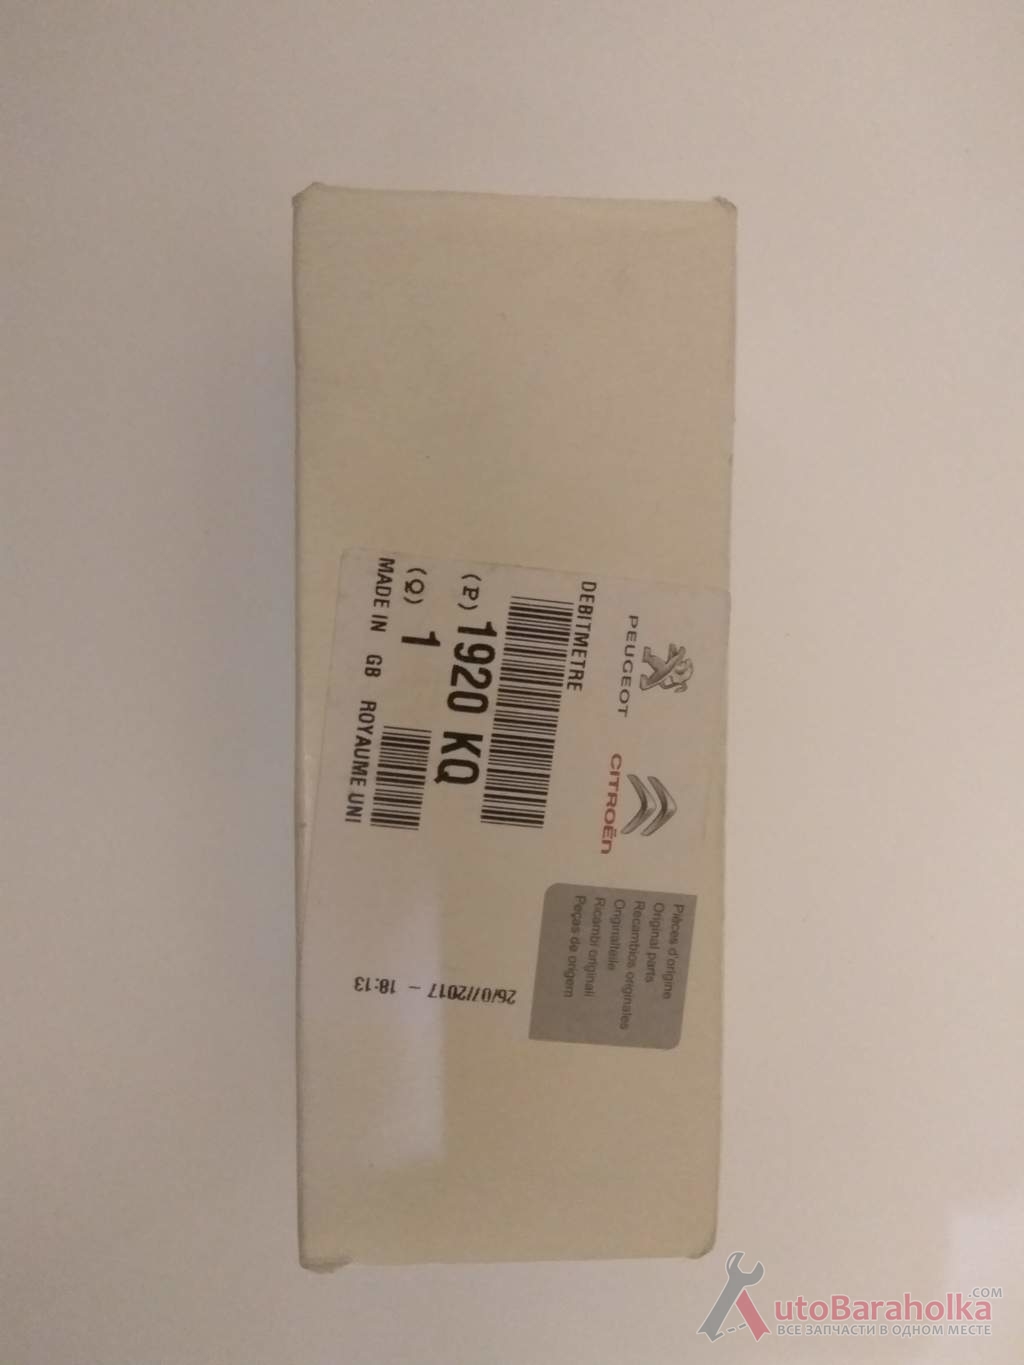 PEUGEOT
CITROËn
DEBITMETRE
(P) 1920 KQ
(Q) 1
MADE IN GB ROYAUME UNI
Pièces d'origine
Original parts
Recambios originales
Originalteile
Ricambi originali
Peças de origem
26/07/2017 - 18:13
AutoBaraholka.com
ВСЕ ЗАПЧАСТИ В ОДНОМ МЕСТЕ